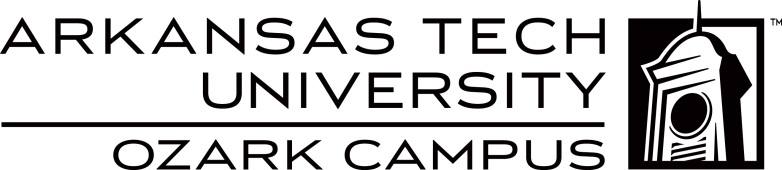 ARKANSAS TECH
UNIVERSITY
OZARK CAMPUS
TM